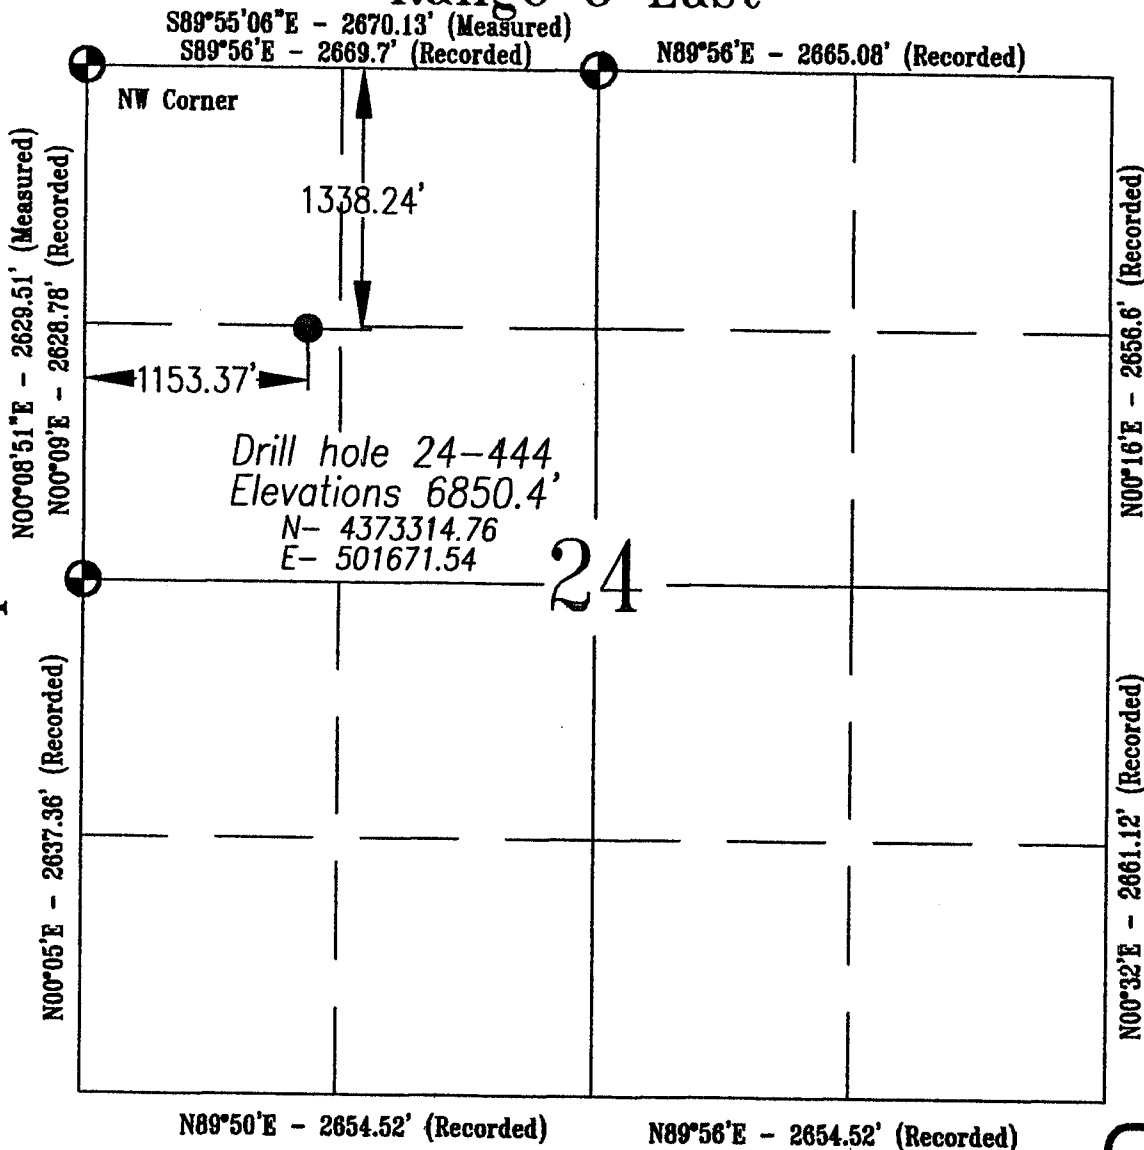 S89°55'06"E - 2670.13' (Measured)
S89°56'E - 2669.7' (Recorded)
N89°56'E - 2665.08' (Recorded)
NW Corner
N00°08'51"E - 2629.51' (Measured)
N00°09'E - 2628.78' (Recorded)
1338.24'
N00°16'E - 2656.6' (Recorded)
1153.37'
Drill hole 24-444
Elevations 6850.4'
N- 4373314.76
E- 501671.54
24
N00°05'E - 2637.36' (Recorded)
N00°32'E - 2661.12' (Recorded)
N89°50'E - 2654.52' (Recorded)
N89°56'E - 2654.52' (Recorded)